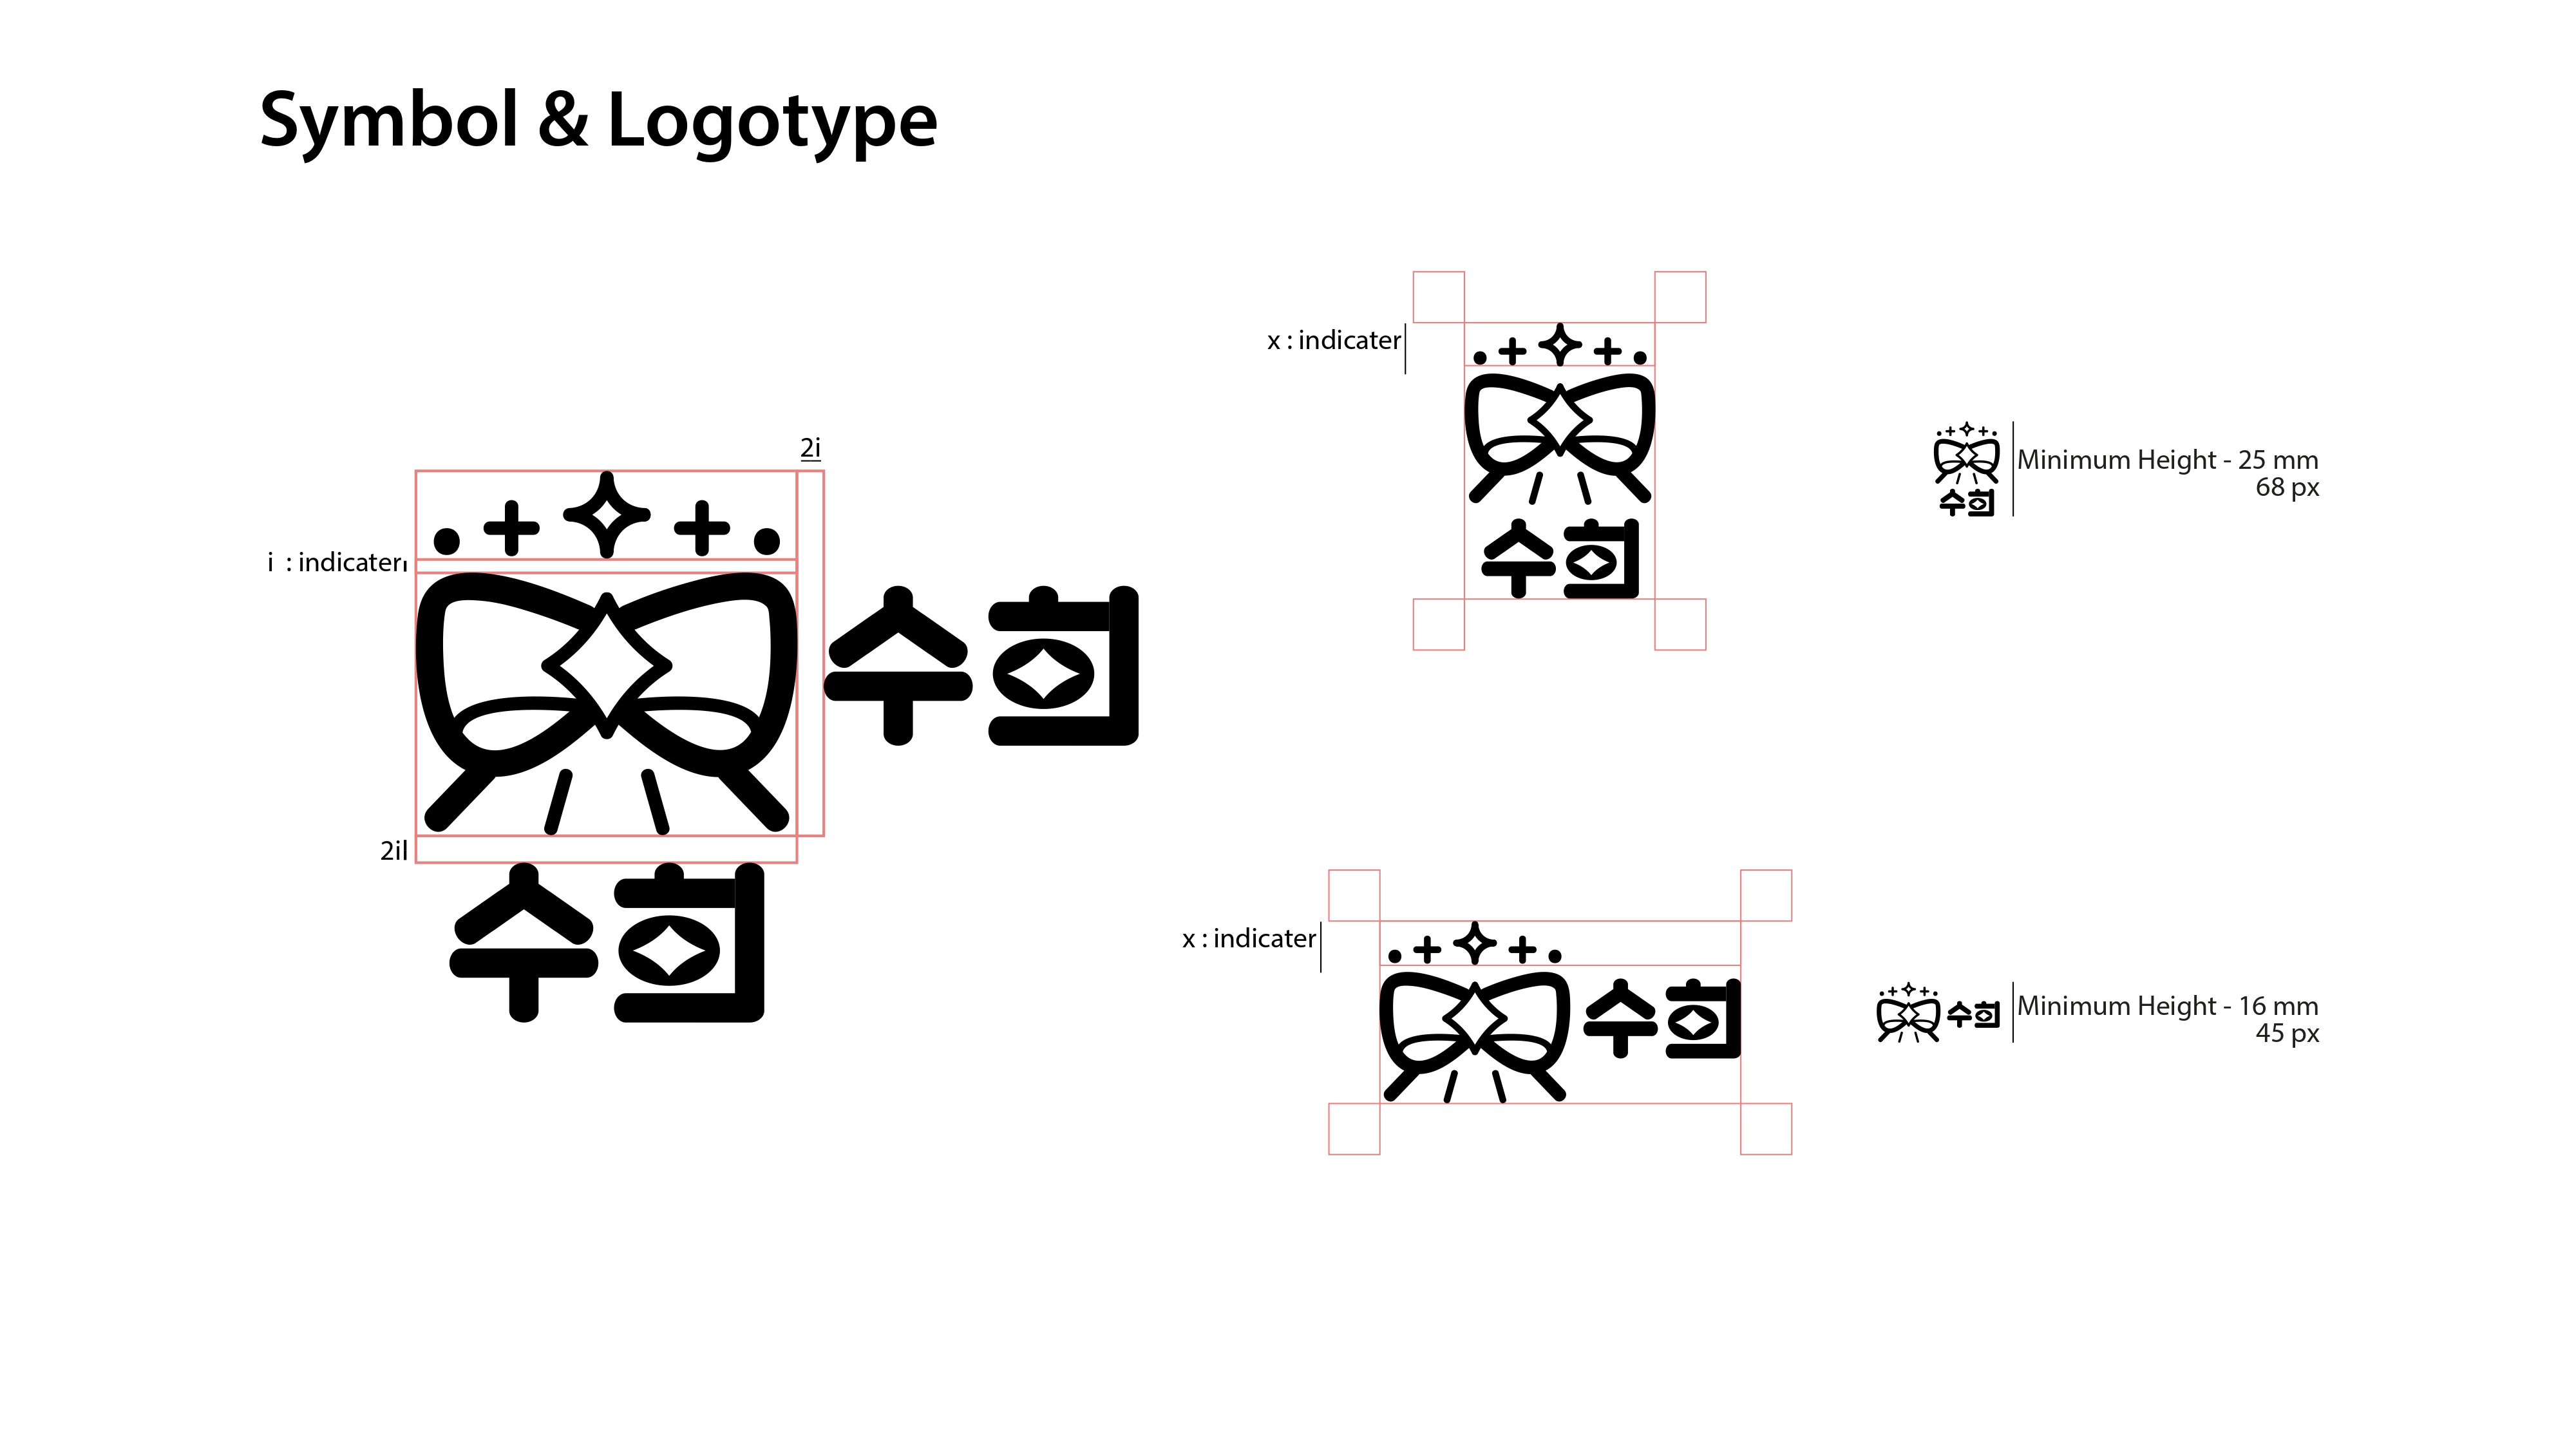 Symbol & Logotype
2i
i : indicater
수희
2i
수희
x : indicater
수희
Minimum Height - 25 mm
68 px
수희
x : indicater
수희
Minimum Height - 16 mm
45 px
수희